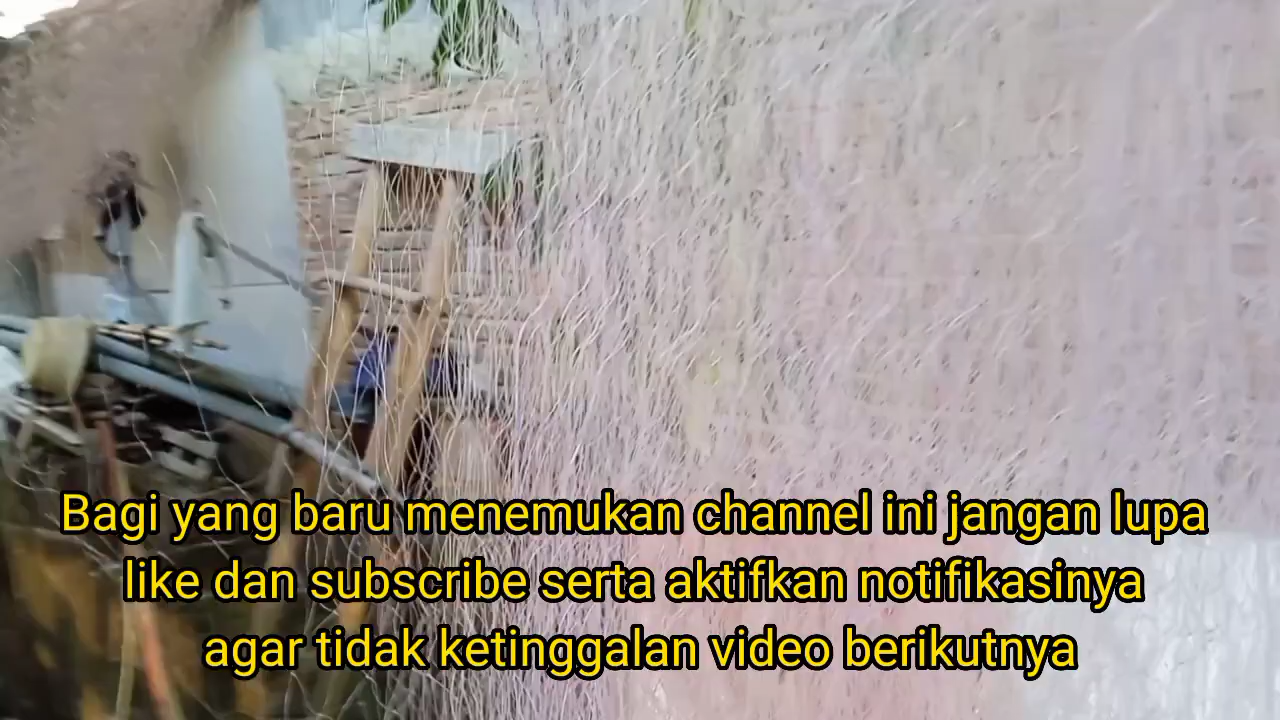 Bagi yang baru menemukan channel ini jangan lupa
like dan subscribe serta aktifkan notifikasinya
agar tidak ketinggalan video berikutnya